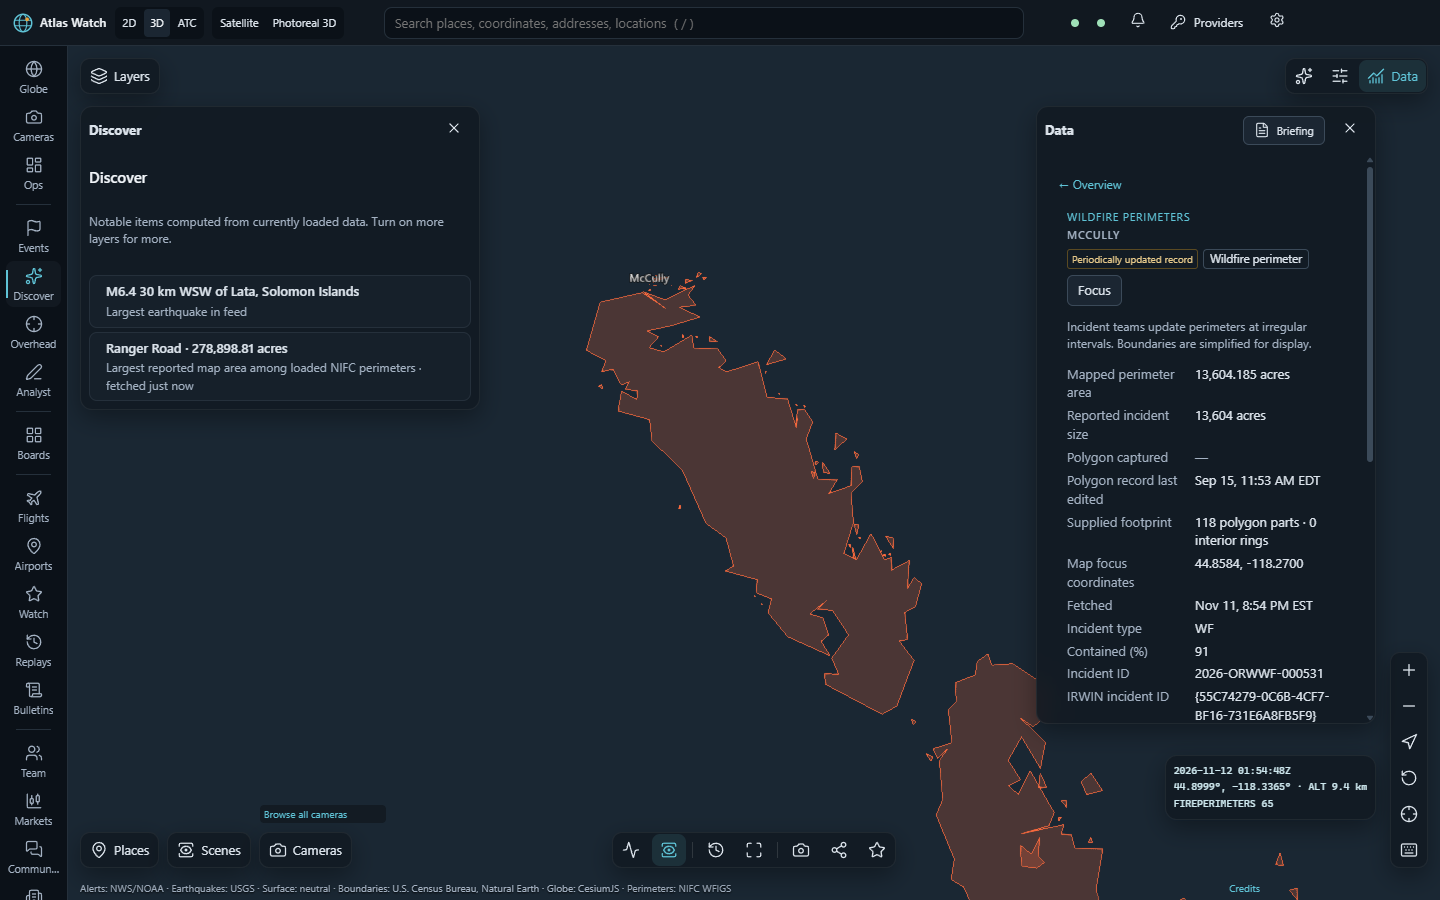 Atlas Watch
2D
3D
ATC
Satellite
Photoreal 3D
Search places, coordinates, addresses, locations ( / )
Providers
Globe
Cameras
Ops
Events
Discover
Overhead
Analyst
Boards
Flights
Airports
Watch
Replays
Bulletins
Team
Markets
Commun...
Layers
Data
Discover
Discover
Notable items computed from currently loaded data. Turn on more
layers for more.
M6.4 30 km WSW of Lata, Solomon Islands
Largest earthquake in feed
Ranger Road · 278,898.81 acres
Largest reported map area among loaded NIFC perimeters ·
fetched just now
McCully
Data
Briefing
← Overview
WILDFIRE PERIMETERS
MCCULLY
Periodically updated record
Wildfire perimeter
Focus
Incident teams update perimeters at irregular
intervals. Boundaries are simplified for display.
Mapped perimeter
area
13,604.185 acres
Reported incident
size
13,604 acres
Polygon captured
—
Polygon record last
edited
Sep 15, 11:53 AM EDT
Supplied footprint
118 polygon parts · 0
interior rings
Map focus
coordinates
44.8584, -118.2700
Fetched
Nov 11, 8:54 PM EST
Incident type
WF
Contained (%)
91
Incident ID
2026-ORWWF-000531
IRWIN incident ID
{55C74279-0C6B-4CF7-
BF16-731E6A8FB5F9}
2026-11-12 01:54:48Z
44.8999°, -118.3365° · ALT 9.4 km
FIREPERIMETERS 65
Browse all cameras
Places
Scenes
Cameras
Alerts: NWS/NOAA · Earthquakes: USGS · Surface: neutral · Boundaries: U.S. Census Bureau, Natural Earth · Globe: CesiumJS · Perimeters: NIFC WFIGS
Credits